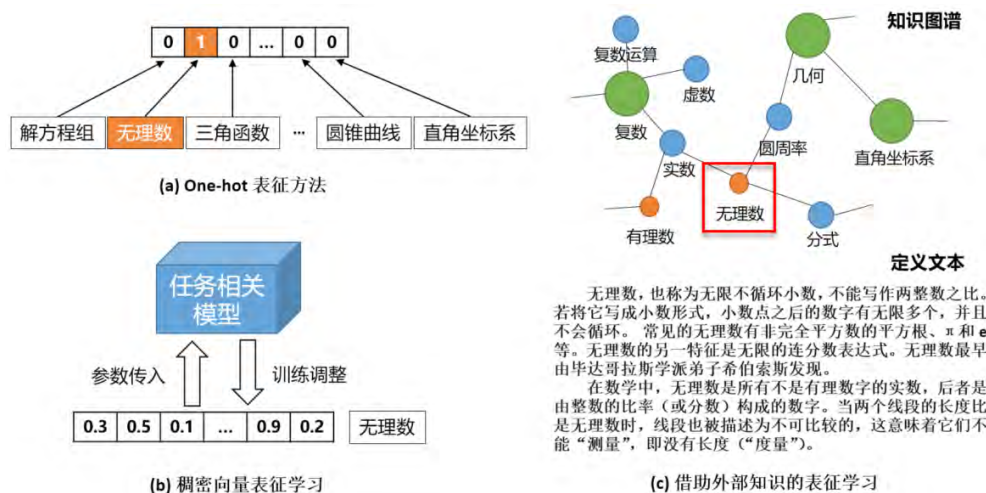 0 1 0 ... 0 0
解方程组 无理数 三角函数 ... 圆锥曲线 直角坐标系
(a) One-hot 表征方法
任务相关
模型
参数传入 训练调整
0.3 0.5 0.1 ... 0.9 0.2 无理数
(b) 稠密向量表征学习
知识图谱
复数运算
虚数
几何
复数
圆周率
直角坐标系
实数
无理数
有理数
分式
定义文本
无理数，也称为无限不循环小数，不能写作两整数之比。
若将它写成小数形式，小数点之后的数字有无限多个，并且
不会循环。 常见的无理数有非完全平方数的平方根、π 和 e
等。无理数的另一特征是无限的连分数表达式。无理数最早
由毕达哥拉斯学派弟子希伯索斯发现。
在数学中，无理数是所有不是有理数字的实数，后者是
由整数的比率（或分数）构成的数字。当两个线段的长度比
是无理数时，线段也被描述为不可比较的，这意味着它们不
能“测量”，即没有长度（“度量”）。
(c) 借助外部知识的表征学习